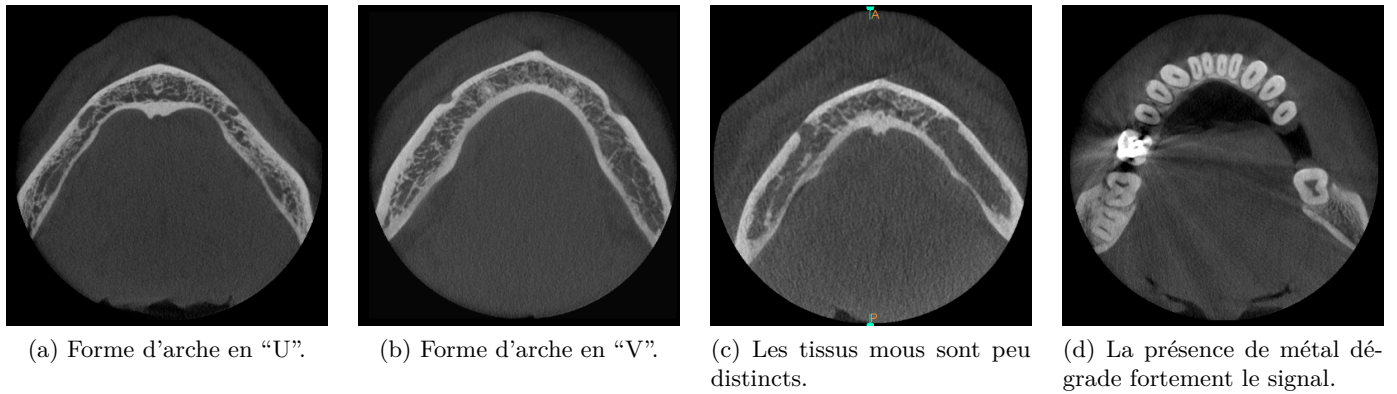 A
P
(a) Forme d'arche en “U”.
(b) Forme d'arche en “V”.
(c) Les tissus mous sont peu
distincts.
(d) La présence de métal dé-
grade fortement le signal.